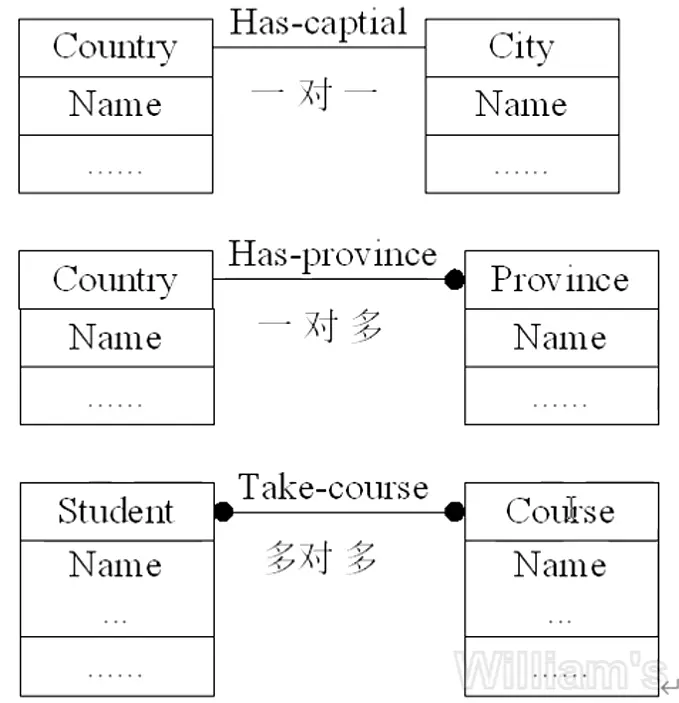 Country Has-captial City
一对一
Name Name
...... ......
Country Has-province Province
一对多
Name Name
...... ......
Student Take-course Course
多对多
Name Name
... ...
...... ......
William's